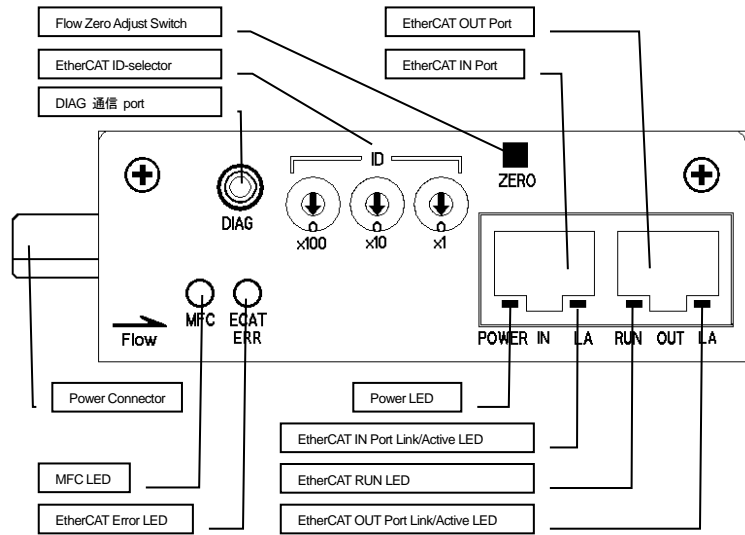 Flow Zero Adjust Switch
EtherCAT OUT Port
EtherCAT ID-selector
EtherCAT IN Port
DIAG 通信 port
ID
ZERO
DIAG
0 0 0
x100 x10 x1
MFC
ECAT
ERR
Flow
POWER IN LA RUN OUT LA
Power Connector
Power LED
EtherCAT IN Port Link/Active LED
MFC LED
EtherCAT RUN LED
EtherCAT Error LED
EtherCAT OUT Port Link/Active LED